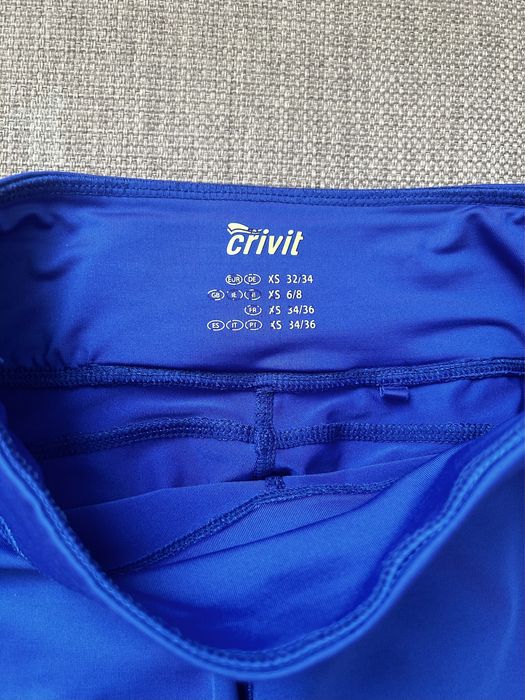 crivit
EUR DE XS 32/34
GB IE XS 6/8
FR XS 34/36
ES IT PT XS 34/36